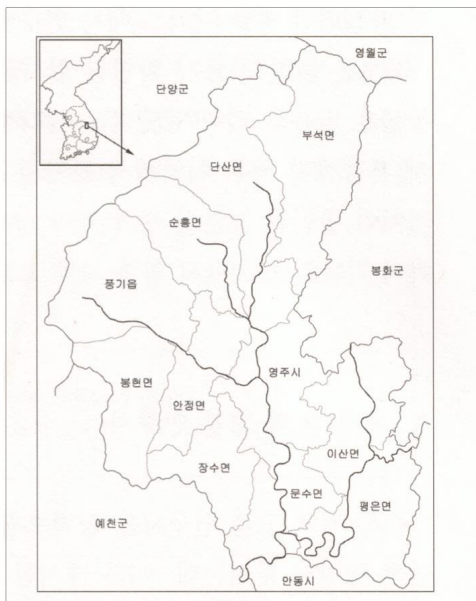 영월군
단양군
부석면
단산면
순흥면
봉화군
풍기읍
영주시
봉현면
안정면
이산면
장수면
문수면
평은면
예천군
안동시